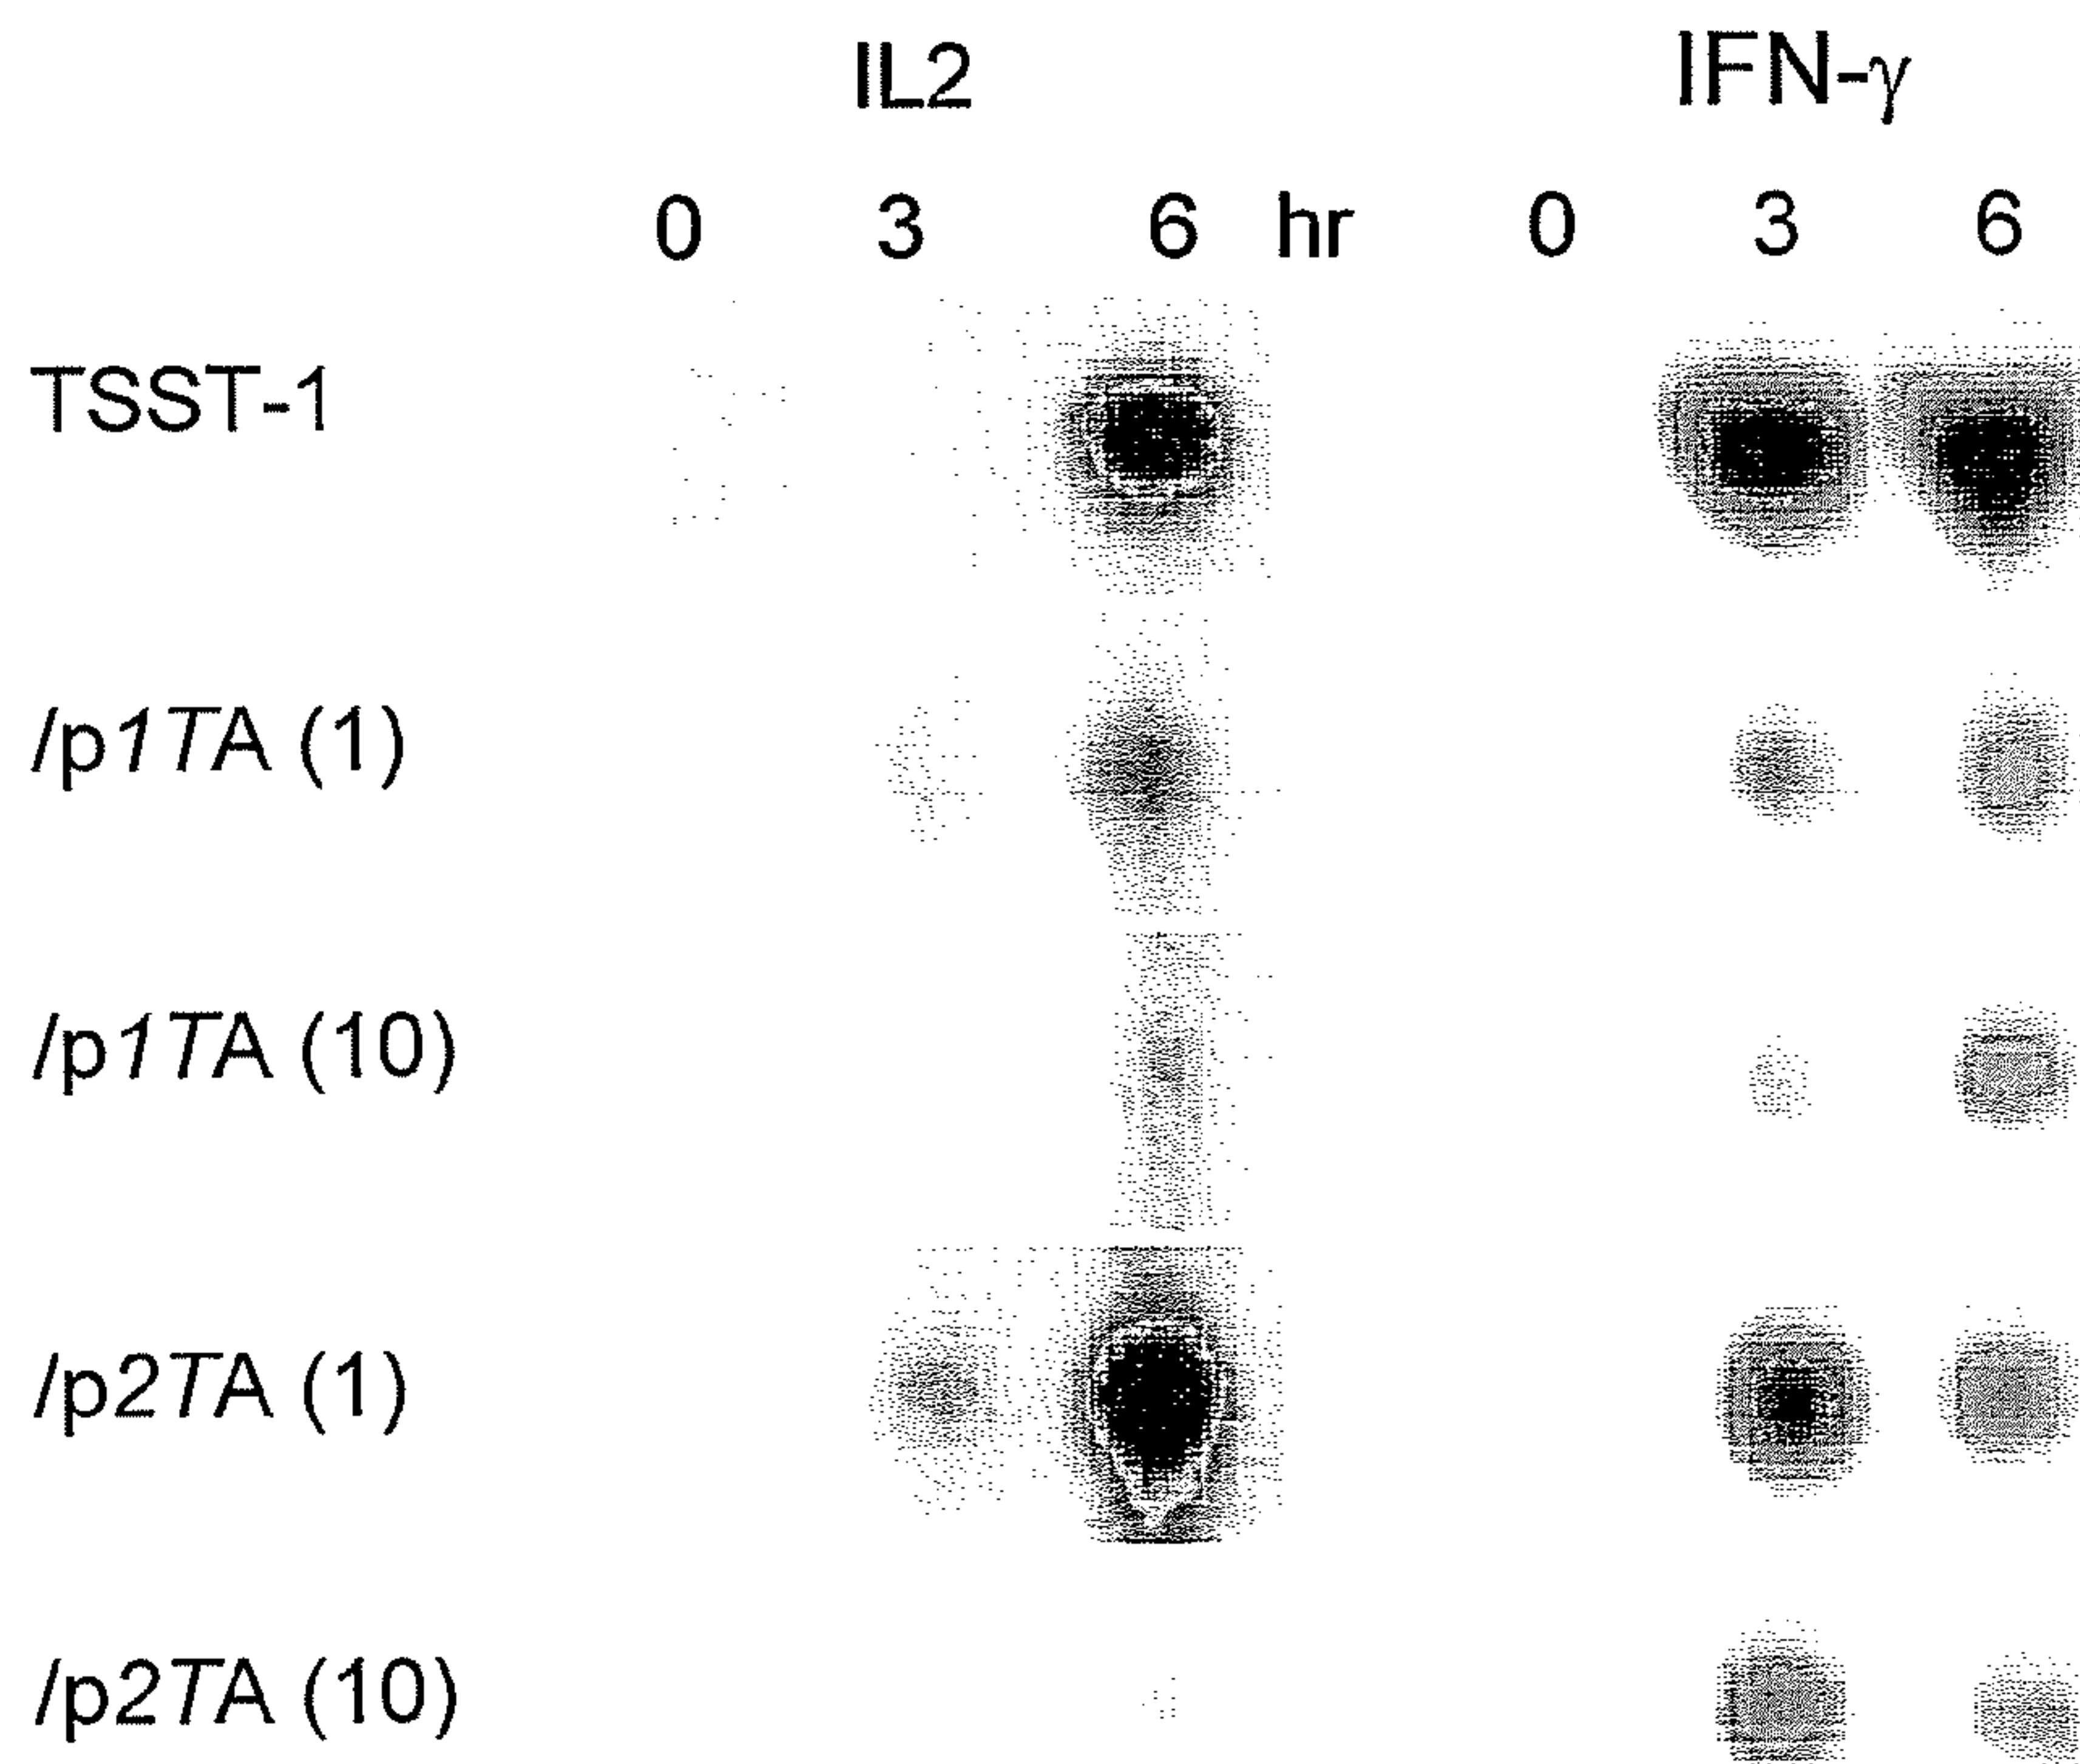 IL2 IFN-γ
0 3 6 hr 0 3 6
TSST-1
/p1TA (1)
/p1TA (10)
/p2TA (1)
/p2TA (10)